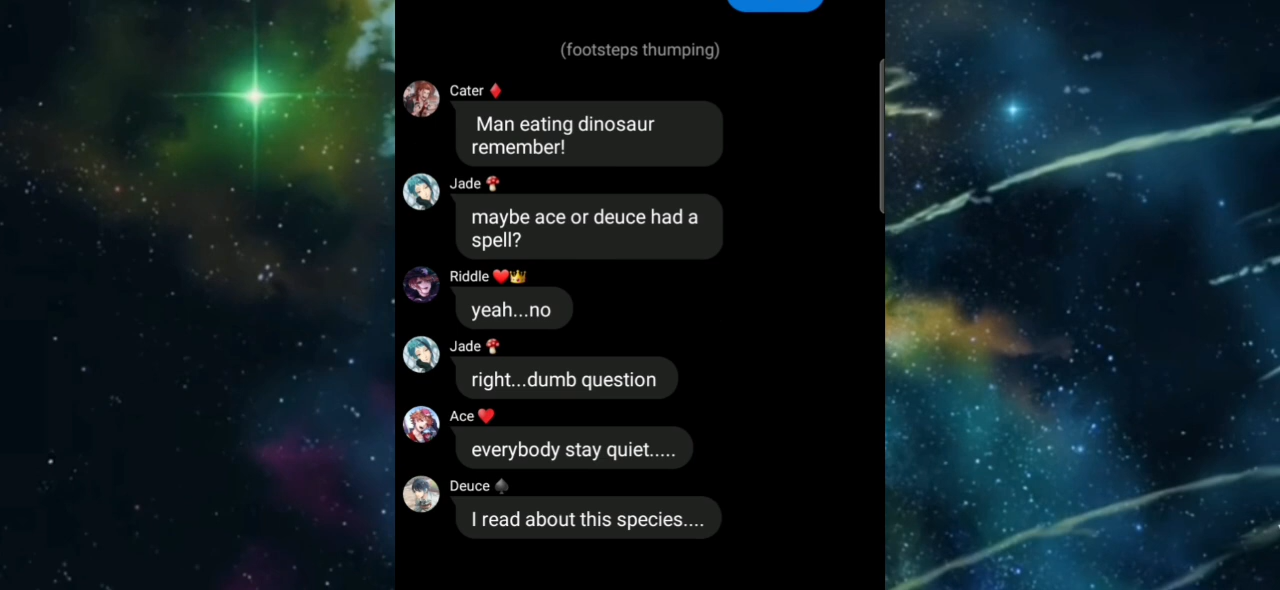 (footsteps thumping)
Cater ♦️
Man eating dinosaur
remember!
Jade 🍄
maybe ace or deuce had a
spell?
Riddle ❤️👑
yeah...no
Jade 🍄
right...dumb question
Ace ❤️
everybody stay quiet.....
Deuce ♠️
I read about this species....